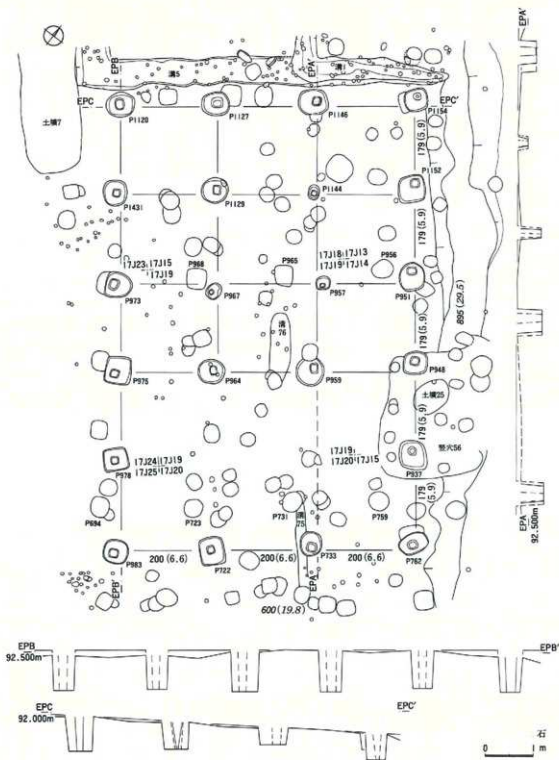 EPB
EPA'
EPA'
溝5
溝1
EPC
EPC'
土壙7
P1120
P1127
P1146
P1154
179 (5.9)
P1152
P1431
P1129
P1144
179 (5.9)
17J23 17J15
17J19
P968
P965
17J18 17J13
17J19 17J14
P956
P973
P967
P957
P951
895 (29.5)
溝
76
179 (5.9)
P975
P964
P959
P948
土壙25
179 (5.9)
竪穴56
17J24 17J19
17J25 17J20
17J19
17J20 17J15
P978
P937
P694
P723
P731
溝
75
P759
179
(5.9)
P983
200 (6.6)
P722
200 (6.6)
P733
200 (6.6)
P762
EPB'
EPA
600 (19.8)
EPA
92.500m
EPB
92.500m
EPB'
EPC
92.000m
EPC'
石
0 1
m